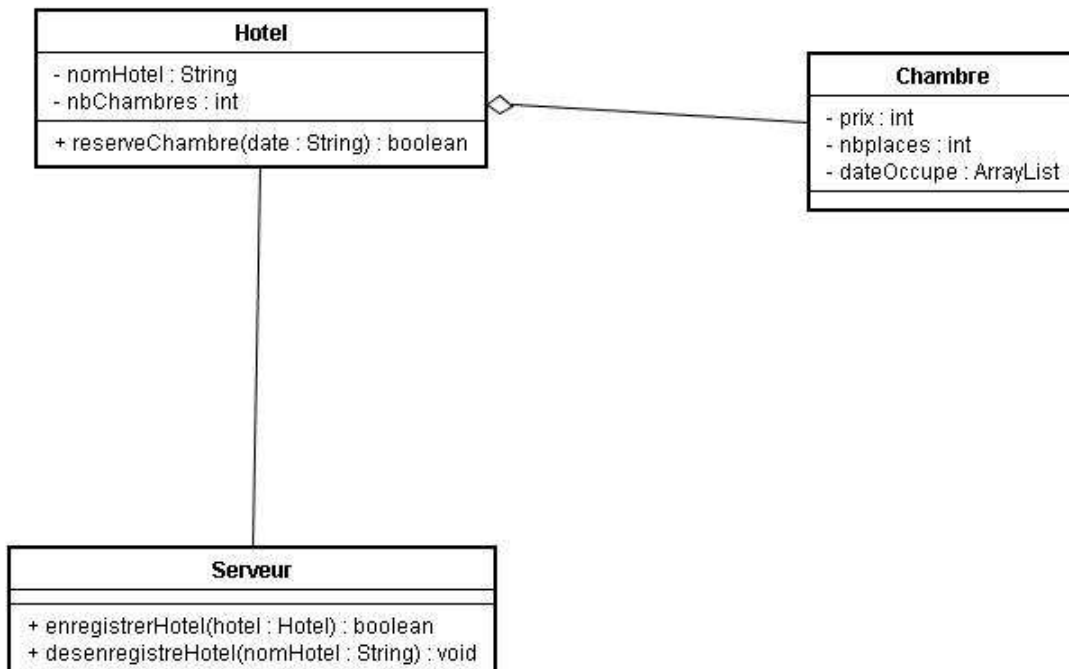 Hotel
- nomHotel : String
- nbChambres : int
+ reserveChambre(date : String) : boolean
Chambre
- prix : int
- nbplaces : int
- dateOccupe : ArrayList
Serveur
+ enregistrerHotel(hotel : Hotel) : boolean
+ desenregistreHotel(nomHotel : String) : void